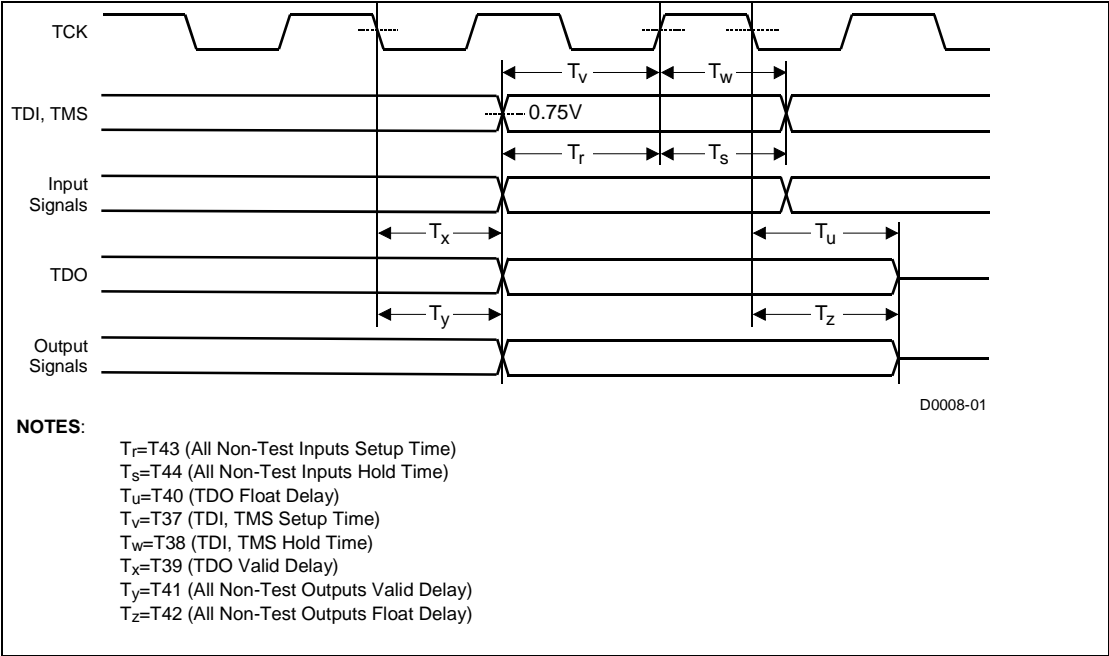 TCK
Tv
Tw
TDI, TMS
0.75V
Tr
Ts
Input
Signals
Tx
Tu
TDO
Ty
Tz
Output
Signals
D0008-01
NOTES:
Tr=T43 (All Non-Test Inputs Setup Time)
Ts=T44 (All Non-Test Inputs Hold Time)
Tu=T40 (TDO Float Delay)
Tv=T37 (TDI, TMS Setup Time)
Tw=T38 (TDI, TMS Hold Time)
Tx=T39 (TDO Valid Delay)
Ty=T41 (All Non-Test Outputs Valid Delay)
Tz=T42 (All Non-Test Outputs Float Delay)